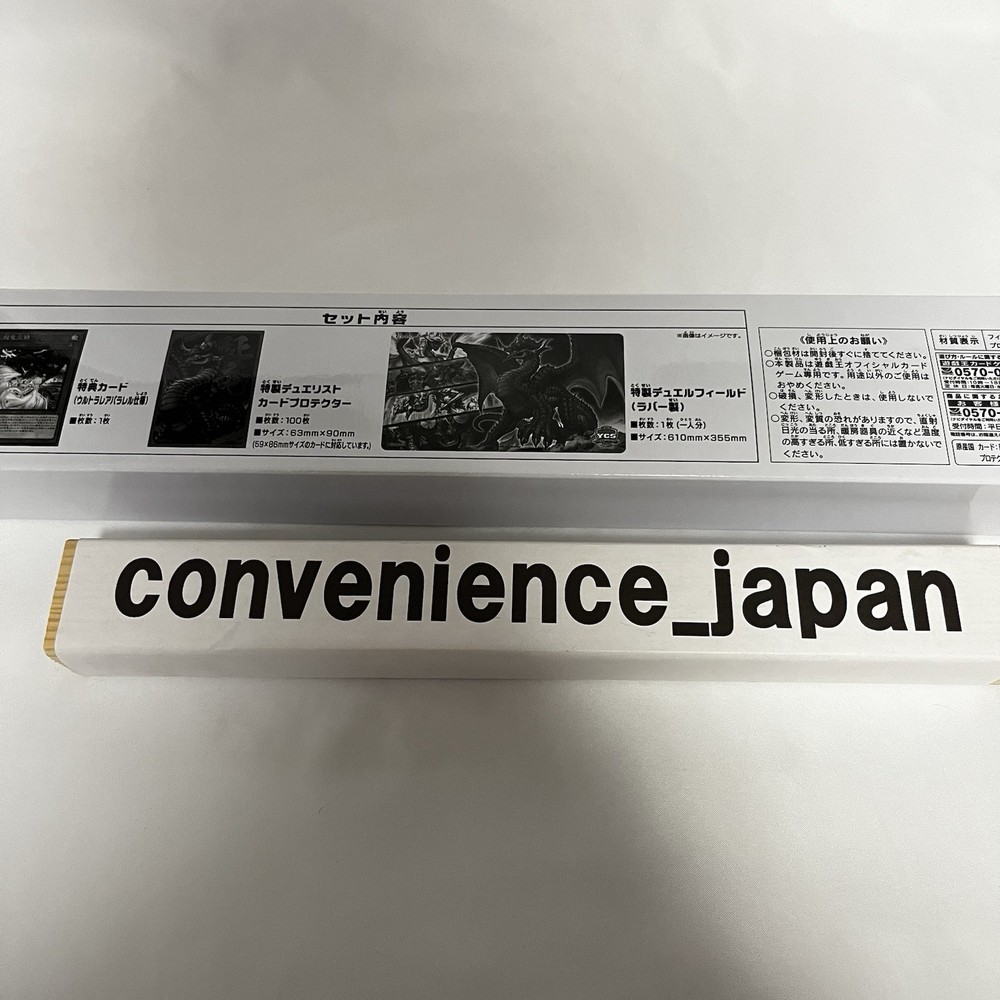 セット内容
※画像はイメージです。
特典カード
(ウルトラレアパラレル仕様)
■枚数：1枚
特製デュエリスト
カードプロテクター
■枚数：100枚
■サイズ：63mm×90mm
(59×86mmサイズのカードに対応しています。)
特製デュエルフィールド
(ラバー製)
■枚数：1枚（一人分）
■サイズ：610mm×355mm
YCS
《使用上のお願い》
○梱包材は開封後すぐに捨ててください。
○本製品は遊戯王オフィシャルカード
ゲーム専用です。用途以外のご使用は
おやめください。
○破損、変形したときは、使用しないで
ください。
○変形、変質の恐れがありますので、直射
日光の当る所、暖房器具の近くなど温度
の高すぎる所、低すぎる所には置かないで
ください。
材質表示
0570-0
0570-
convenience_japan